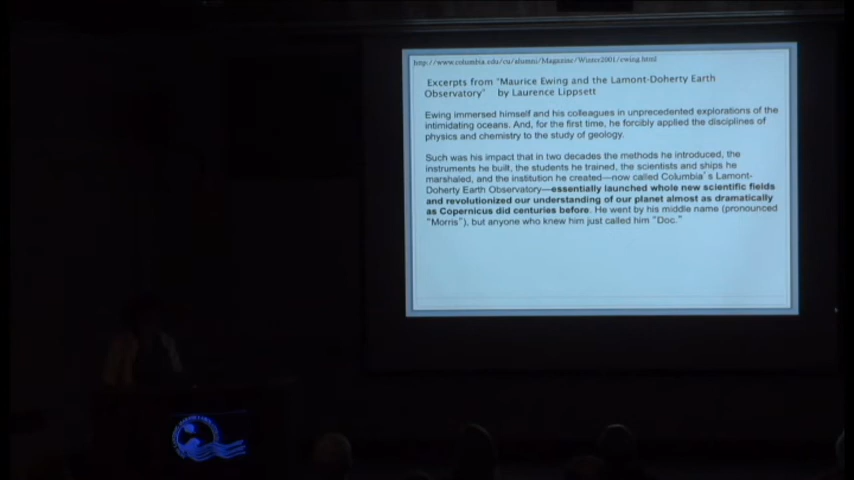 http://www.columbia.edu/cu/alumni/Magazine/Winter2001/ewing.html
Excerpts from "Maurice Ewing and the Lamont-Doherty Earth
Observatory"   by Laurence Lippsett
Ewing immersed himself and his colleagues in unprecedented explorations of the
intimidating oceans. And, for the first time, he forcibly applied the disciplines of
physics and chemistry to the study of geology.
Such was his impact that in two decades the methods he introduced, the
instruments he built, the students he trained, the scientists and ships he
marshaled, and the institution he created—now called Columbia's Lamont-
Doherty Earth Observatory—essentially launched whole new scientific fields
and revolutionized our understanding of our planet almost as dramatically
as Copernicus did centuries before. He went by his middle name (pronounced
"Morris"), but anyone who knew him just called him "Doc."